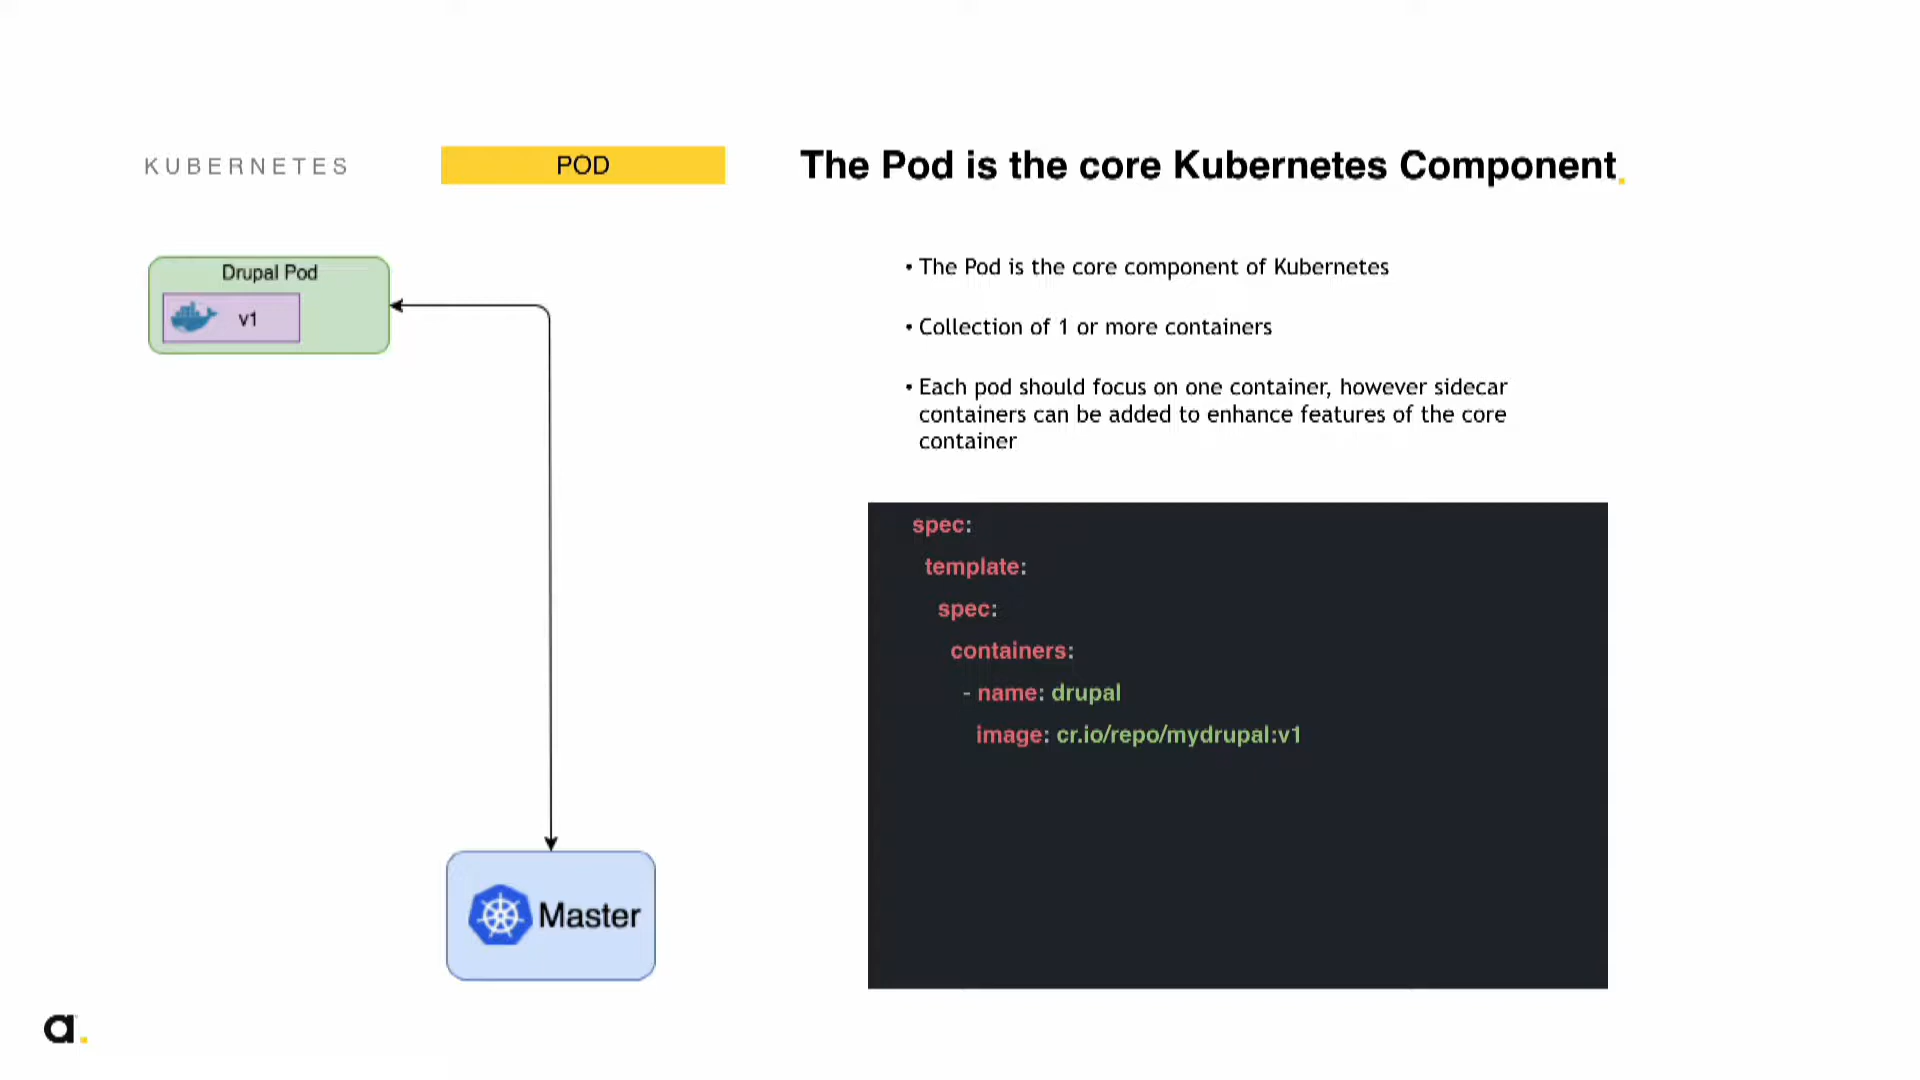 KUBERNETES
POD
The Pod is the core Kubernetes Component.
Drupal Pod
v1
Master
• The Pod is the core component of Kubernetes
• Collection of 1 or more containers
• Each pod should focus on one container, however sidecar
containers can be added to enhance features of the core
container
spec:
template:
spec:
containers:
- name: drupal
image: cr.io/repo/mydrupal:v1
a.